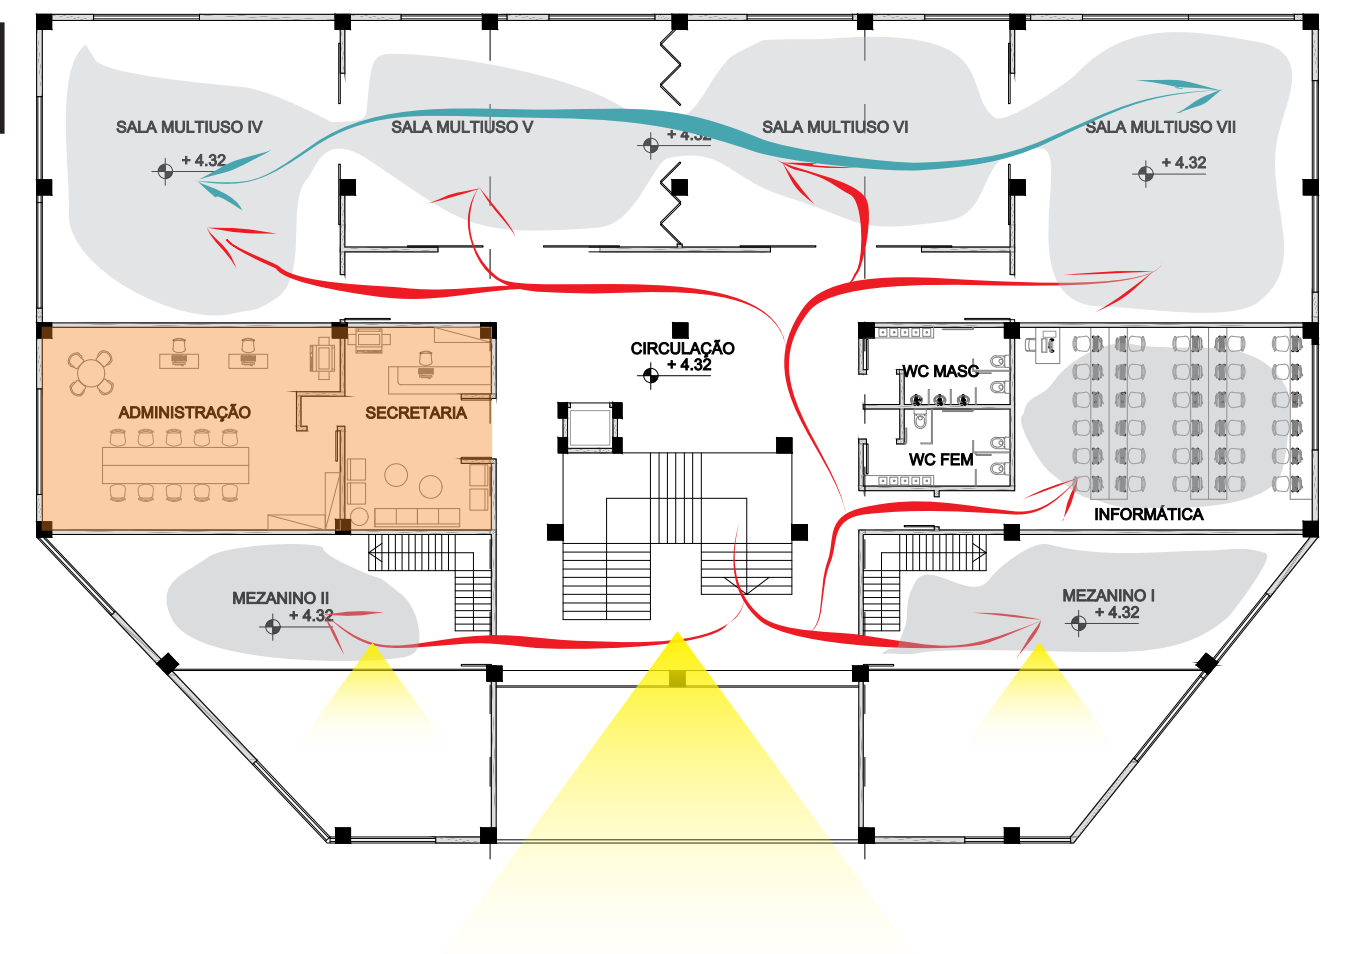 SALA MULTIUSO IV
+ 4.32
SALA MULTIUSO V
+ 4.32
SALA MULTIUSO VI
SALA MULTIUSO VII
+ 4.32
CIRCULAÇÃO
+ 4.32
WC MASC
ADMINISTRAÇÃO
SECRETARIA
WC FEM
INFORMÁTICA
MEZANINO II
+ 4.32
MEZANINO I
+ 4.32